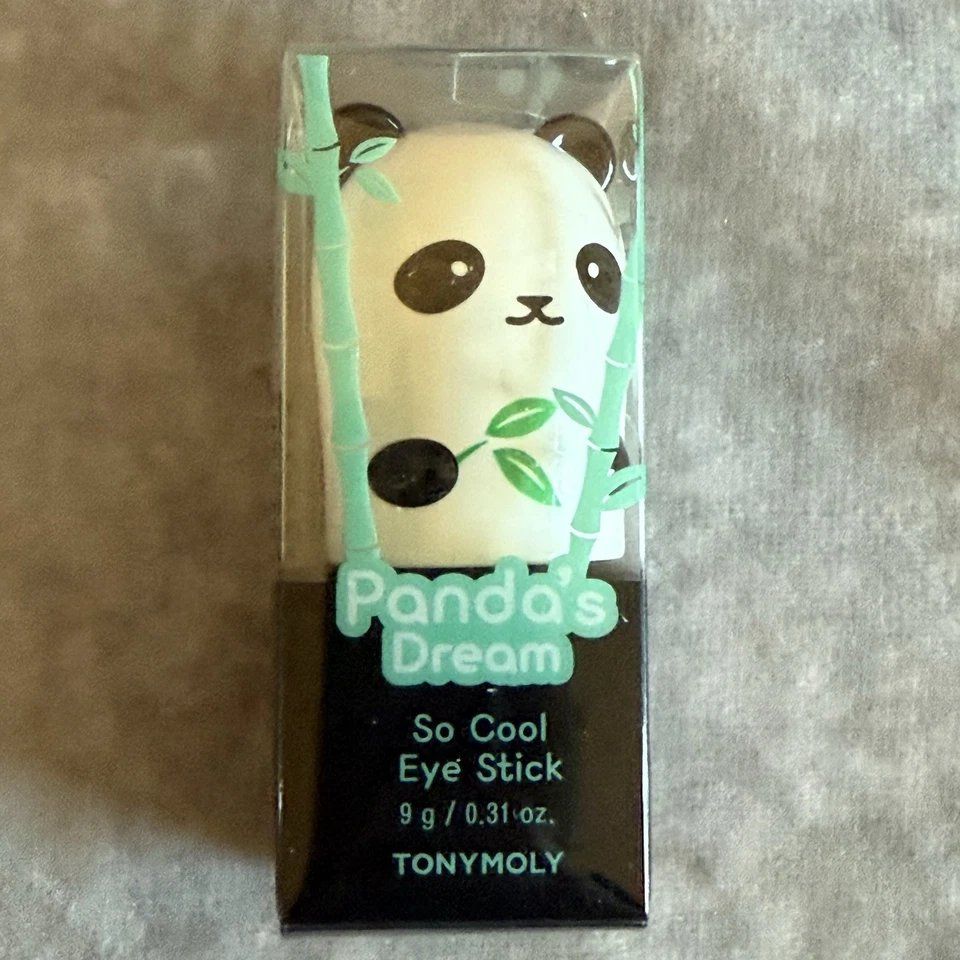 Panda's
Dream
So Cool
Eye Stick
9 g / 0.31 oz.
TONYMOLY